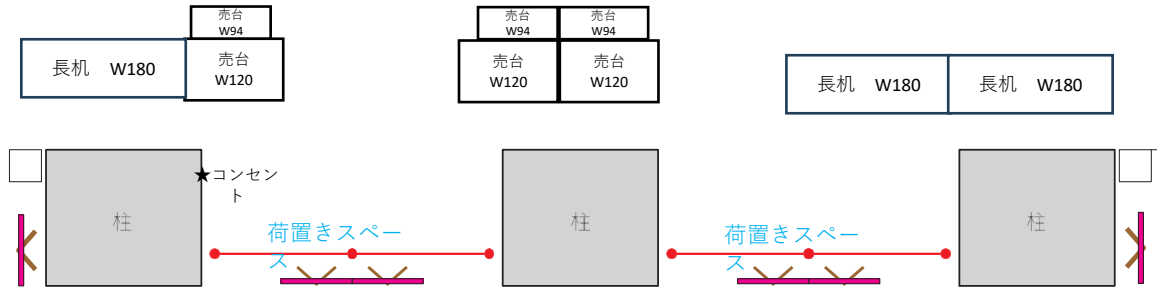 売台
W94
長机　W180
売台
W120
売台
W94
売台
W94
売台
W120
売台
W120
長机　W180
長机　W180
柱
★コンセン
ト
荷置きスペー
ス
柱
荷置きスペー
ス
柱